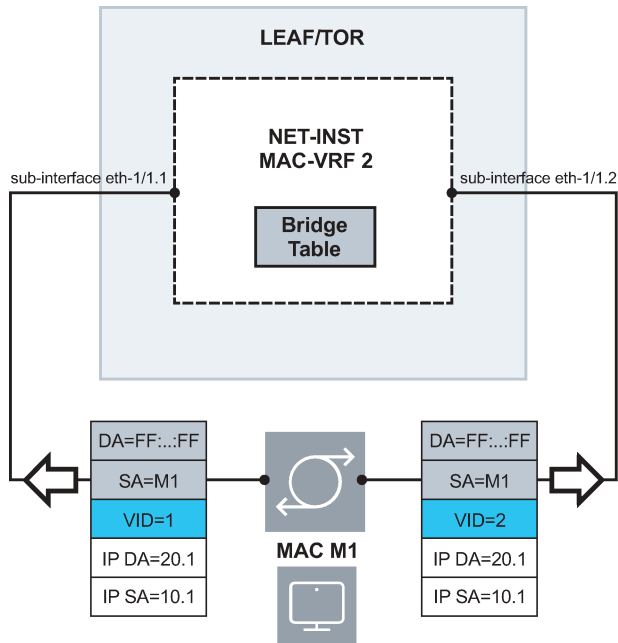 LEAF/TOR
NET-INST
MAC-VRF 2
sub-interface eth-1/1.1
sub-interface eth-1/1.2
Bridge
Table
DA=FF:..:FF
SA=M1
VID=1
IP DA=20.1
IP SA=10.1
MAC M1
DA=FF:..:FF
SA=M1
VID=2
IP DA=20.1
IP SA=10.1